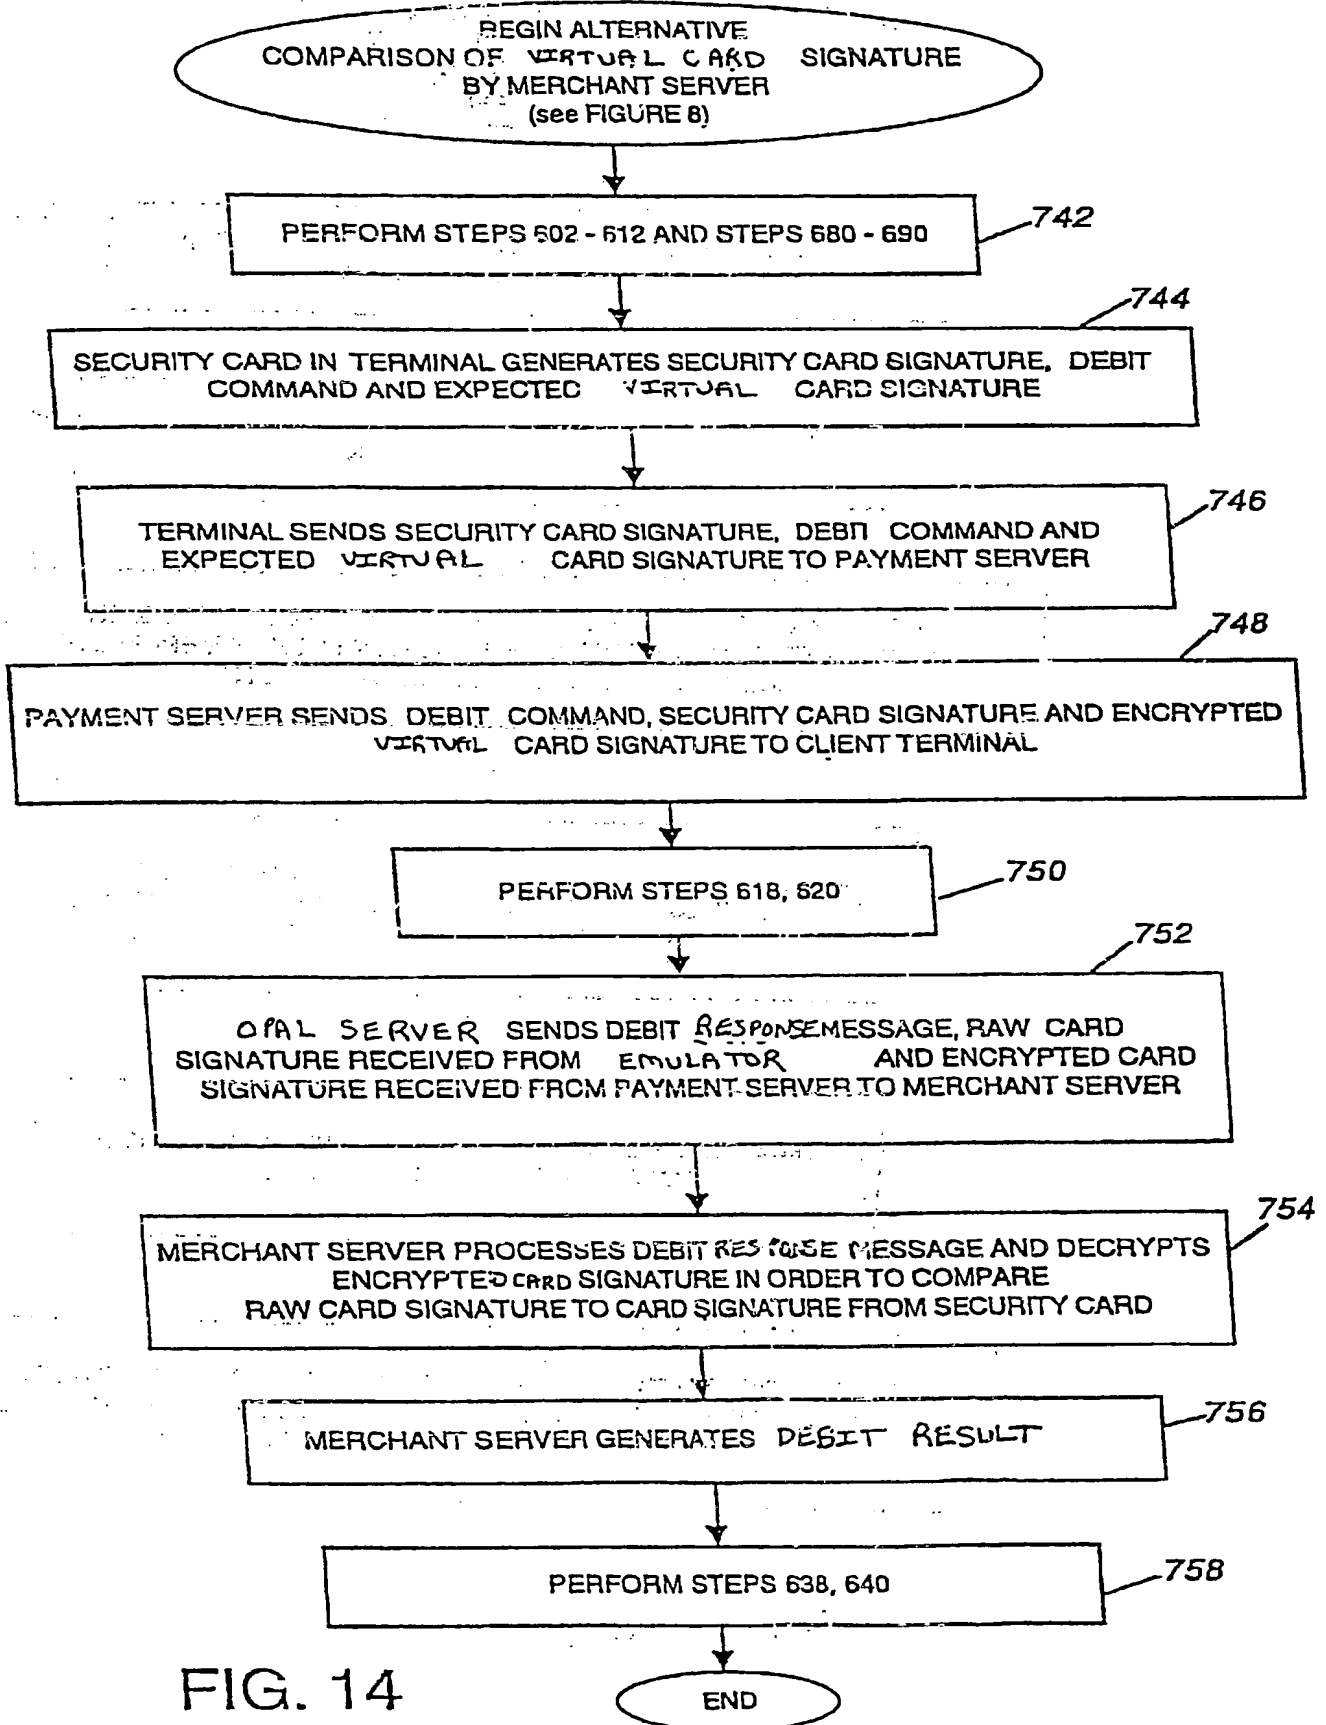 BEGIN ALTERNATIVE
COMPARISON OF VIRTUAL CARD SIGNATURE
BY MERCHANT SERVER
(see FIGURE 8)
742
PERFORM STEPS 602 - 612 AND STEPS 680 - 690
744
SECURITY CARD IN TERMINAL GENERATES SECURITY CARD SIGNATURE, DEBIT
COMMAND AND EXPECTED VIRTUAL CARD SIGNATURE
746
TERMINAL SENDS SECURITY CARD SIGNATURE, DEBIT COMMAND AND
EXPECTED VIRTUAL CARD SIGNATURE TO PAYMENT SERVER
748
PAYMENT SERVER SENDS DEBIT COMMAND, SECURITY CARD SIGNATURE AND ENCRYPTED
VIRTUAL CARD SIGNATURE TO CLIENT TERMINAL
750
PERFORM STEPS 618, 620
752
OPAL SERVER SENDS DEBIT RESPONSE MESSAGE, RAW CARD
SIGNATURE RECEIVED FROM EMULATOR AND ENCRYPTED CARD
SIGNATURE RECEIVED FROM PAYMENT SERVER TO MERCHANT SERVER
754
MERCHANT SERVER PROCESSES DEBIT RESPONSE MESSAGE AND DECRYPTS
ENCRYPTED CARD SIGNATURE IN ORDER TO COMPARE
RAW CARD SIGNATURE TO CARD SIGNATURE FROM SECURITY CARD
756
MERCHANT SERVER GENERATES DEBIT RESULT
758
PERFORM STEPS 638, 640
END
FIG. 14